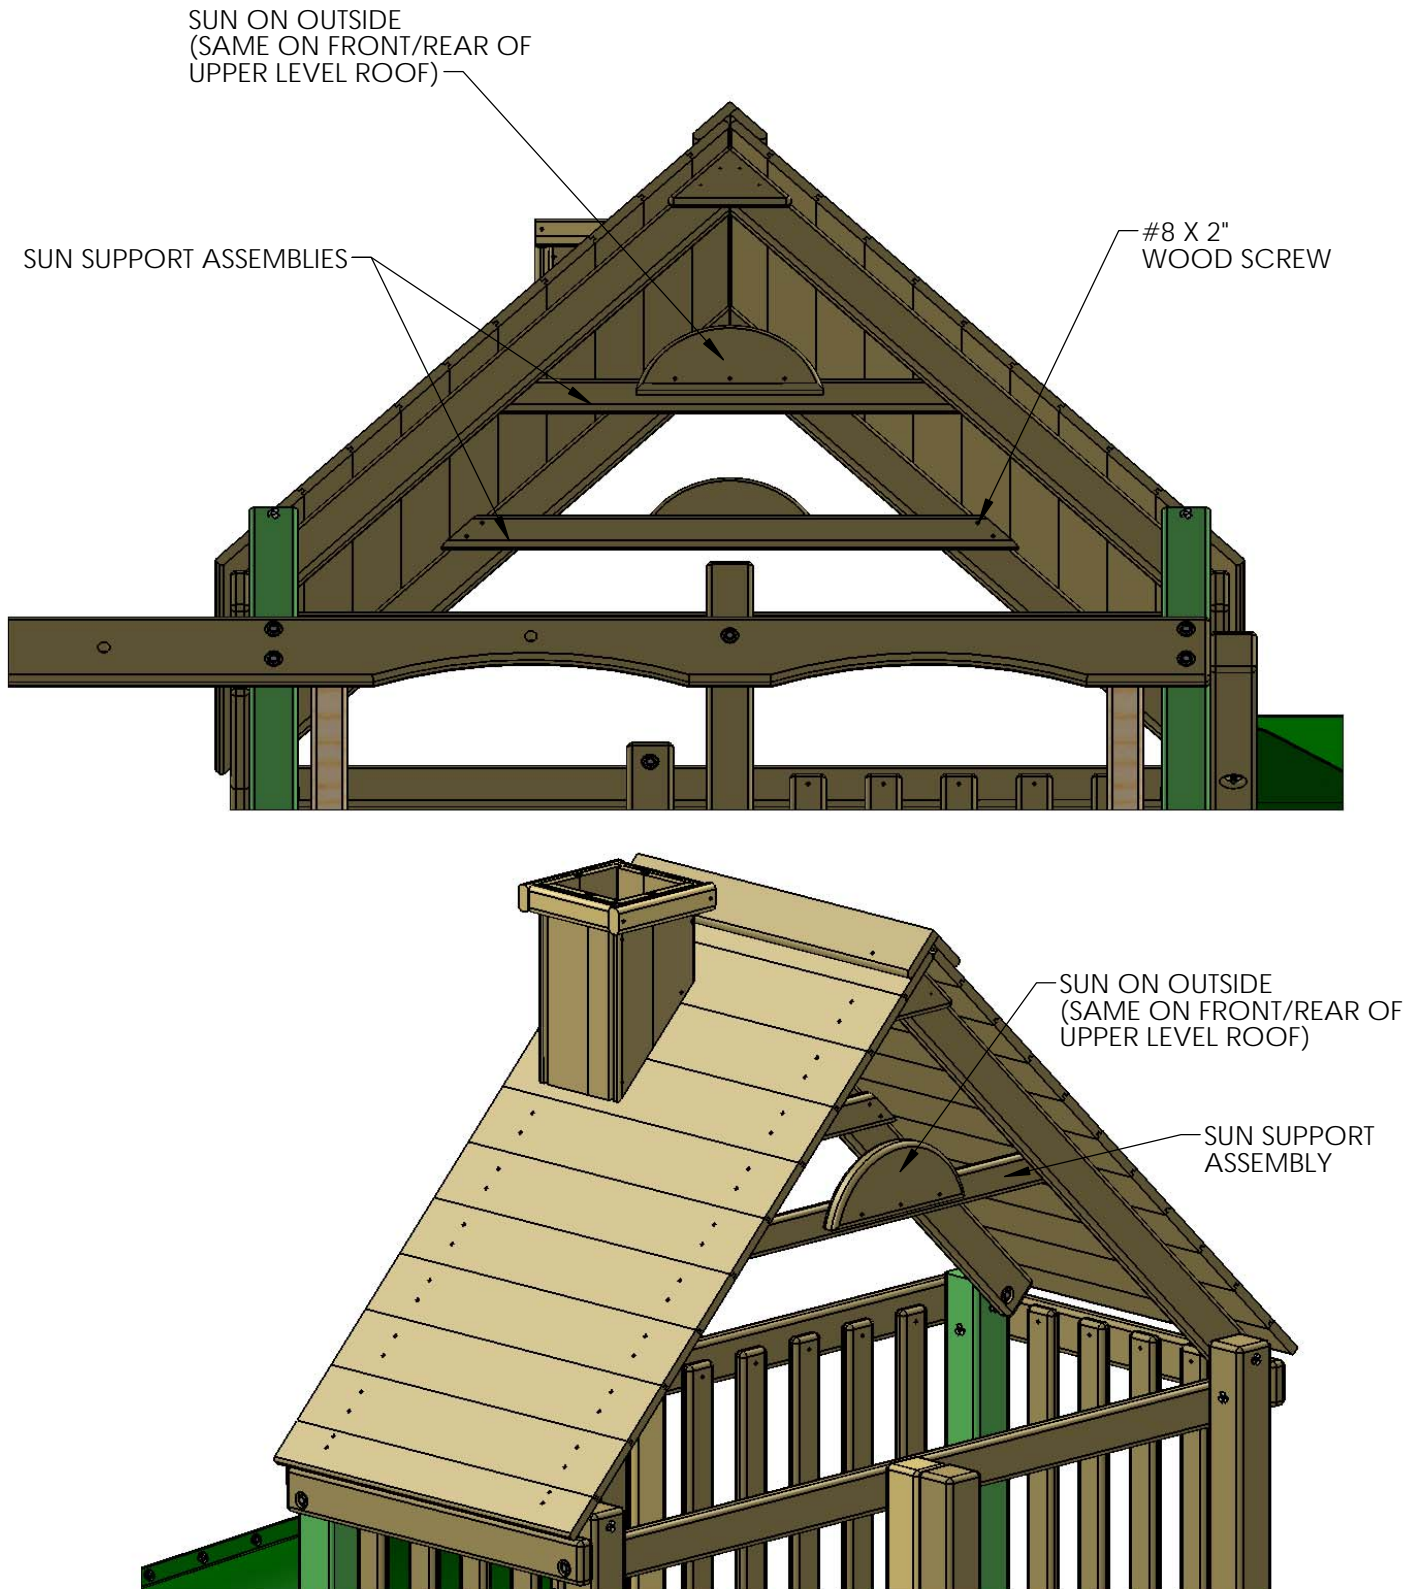 SUN ON OUTSIDE
(SAME ON FRONT/REAR OF
UPPER LEVEL ROOF)
SUN SUPPORT ASSEMBLIES
#8 X 2"
WOOD SCREW
SUN ON OUTSIDE
(SAME ON FRONT/REAR OF
UPPER LEVEL ROOF)
SUN SUPPORT
ASSEMBLY